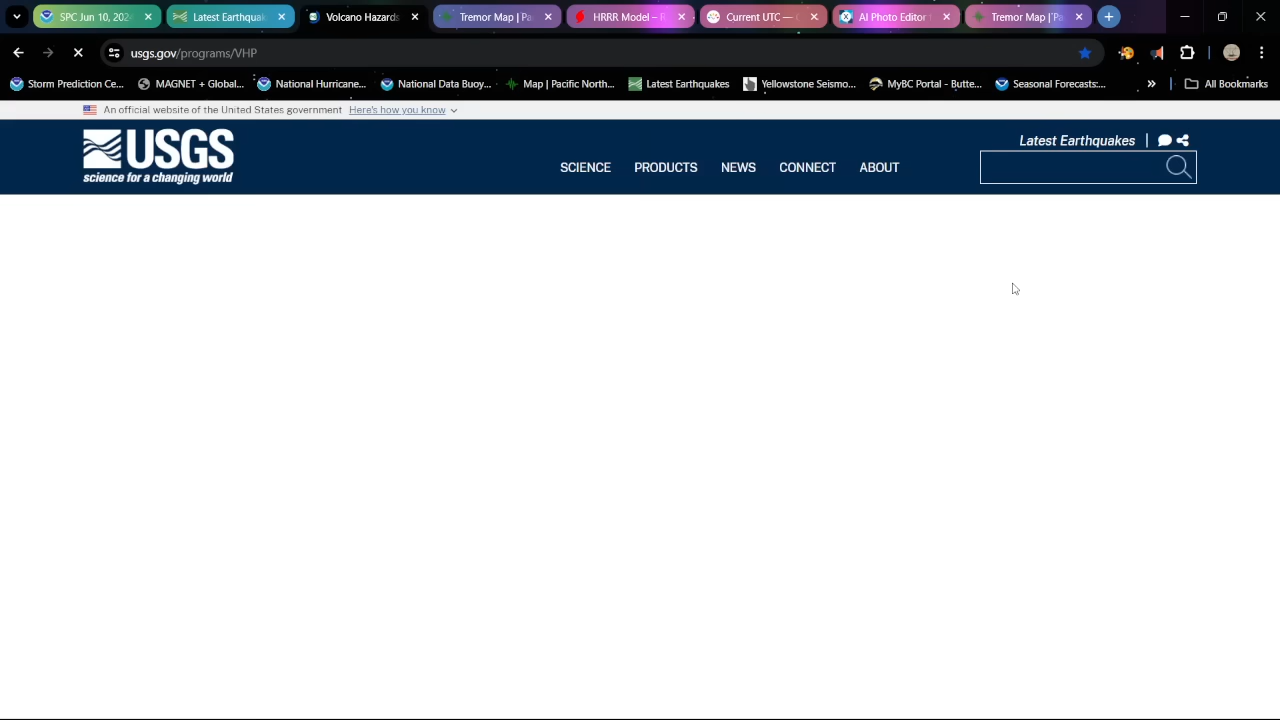 SPC Jun 10, 202 Latest Earthquak Volcano Hazards Tremor Map | Pa HRRR Model – R Current UTC — AI Photo Editor Tremor Map | Pa
usgs.gov/programs/VHP
Storm Prediction Ce... MAGNET + Global... National Hurricane... National Data Buoy... Map | Pacific North... Latest Earthquakes Yellowstone Seismo... MyBC Portal - Butte... Seasonal Forecasts:... » All Bookmarks
An official website of the United States government Here's how you know
Latest Earthquakes |
USGS
science for a changing world
SCIENCE PRODUCTS NEWS CONNECT ABOUT